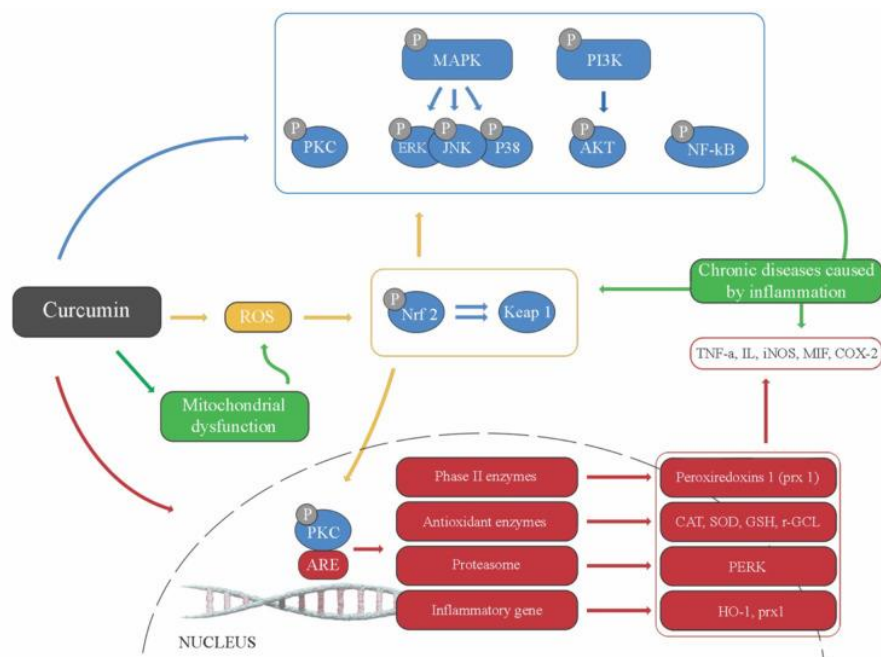 P
MAPK
P
PI3K
P
PKC
P
ERK
P
JNK
P
P38
P
AKT
P
NF-kB
Curcumin
ROS
P
Nrf 2
Keap 1
Chronic diseases caused
by inflammation
TNF-a, IL, iNOS, MIF, COX-2
Mitochondrial
dysfunction
Phase II enzymes
Peroxiredoxins 1 (prx 1)
P
PKC
ARE
Antioxidant enzymes
CAT, SOD, GSH, r-GCL
Proteasome
PERK
Inflammatory gene
HO-1, prx1
NUCLEUS